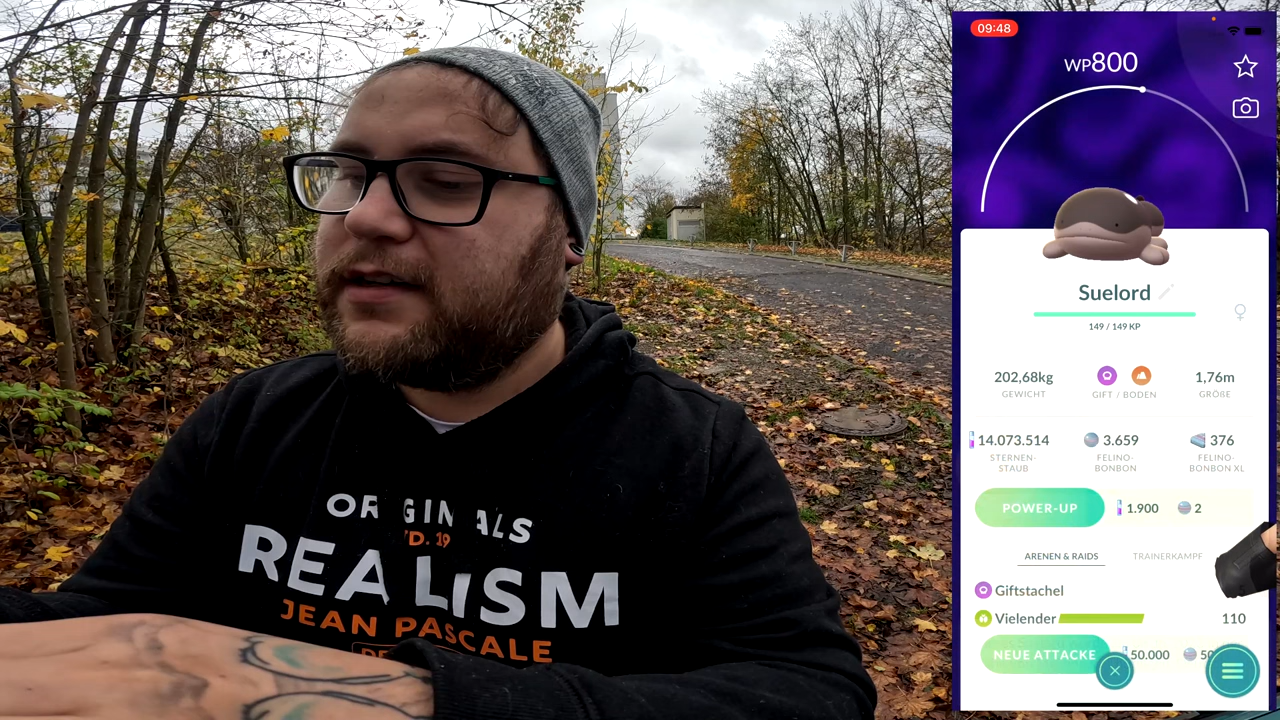 09:48
WP800
Suelord
149 / 149 KP
202,68kg
GEWICHT
GIFT / BODEN
1,76m
GRÖẞE
14.073.514
STERNEN-
STAUB
3.659
FELINO-
BONBON
376
FELINO-
BONBON XL
POWER-UP
1.900
2
ARENEN & RAIDS
TRAINERKAMPF
Giftstachel
Vielender
110
NEUE ATTACKE
50.000
ORIGINALS
REALISM
JEAN PASCALE